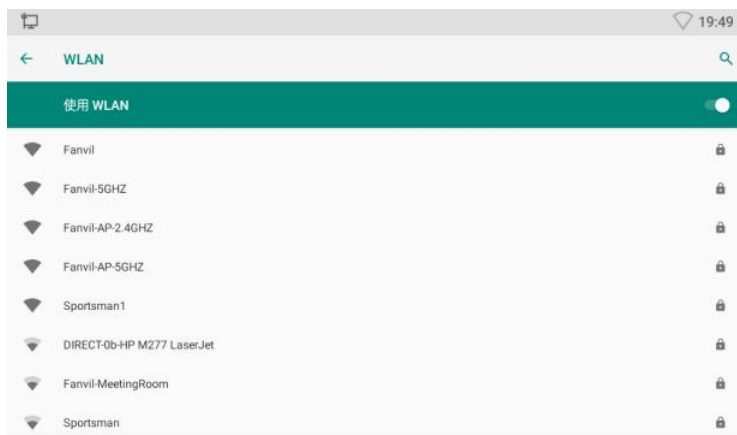 19:49
WLAN
使用 WLAN
Fanvil
Fanvil-5GHZ
Fanvil-AP-2.4GHZ
Fanvil-AP-5GHZ
Sportsman1
DIRECT-0b-HP M277 LaserJet
Fanvil-MeetingRoom
Sportsman